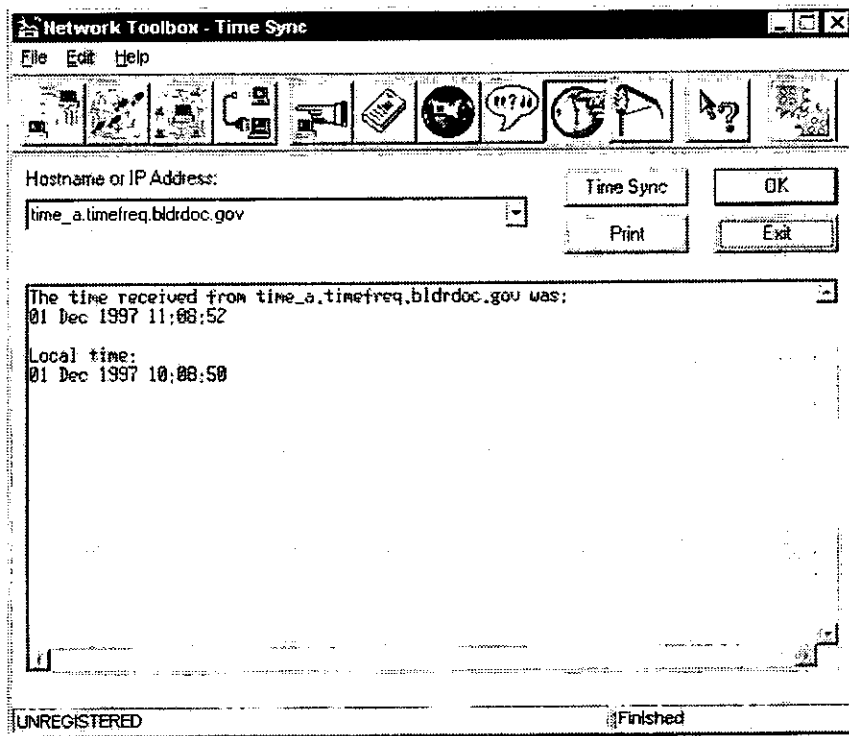 Network Toolbox - Time Sync
File Edit Help
Hostname or IP Address:
time_a.timefreq.bldrdoc.gov
Time Sync
OK
Print
Exit
The time received from time_a.timefreq.bldrdoc.gov was:
01 Dec 1997 11:08:52
Local time:
01 Dec 1997 10:08:50
UNREGISTERED
Finished